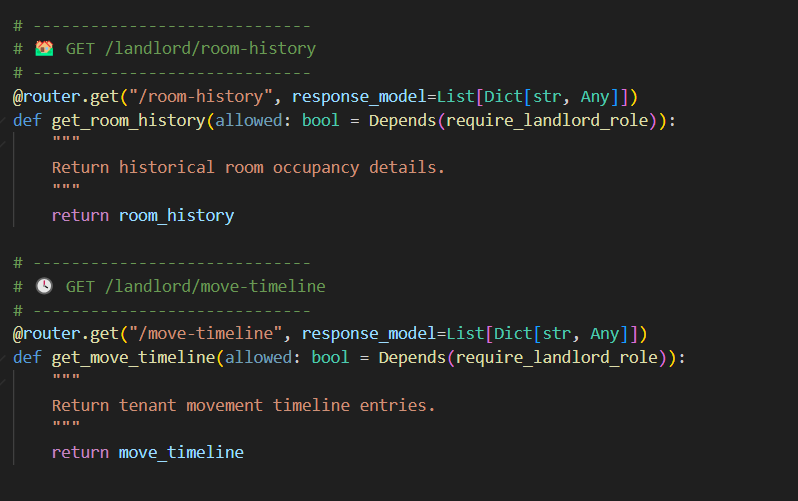 # -----------------------------
# 🏘️ GET /landlord/room-history
# -----------------------------
@router.get("/room-history", response_model=List[Dict[str, Any]])
def get_room_history(allowed: bool = Depends(require_landlord_role)):
    """
    Return historical room occupancy details.
    """
    return room_history

# -----------------------------
# 🕓 GET /landlord/move-timeline
# -----------------------------
@router.get("/move-timeline", response_model=List[Dict[str, Any]])
def get_move_timeline(allowed: bool = Depends(require_landlord_role)):
    """
    Return tenant movement timeline entries.
    """
    return move_timeline